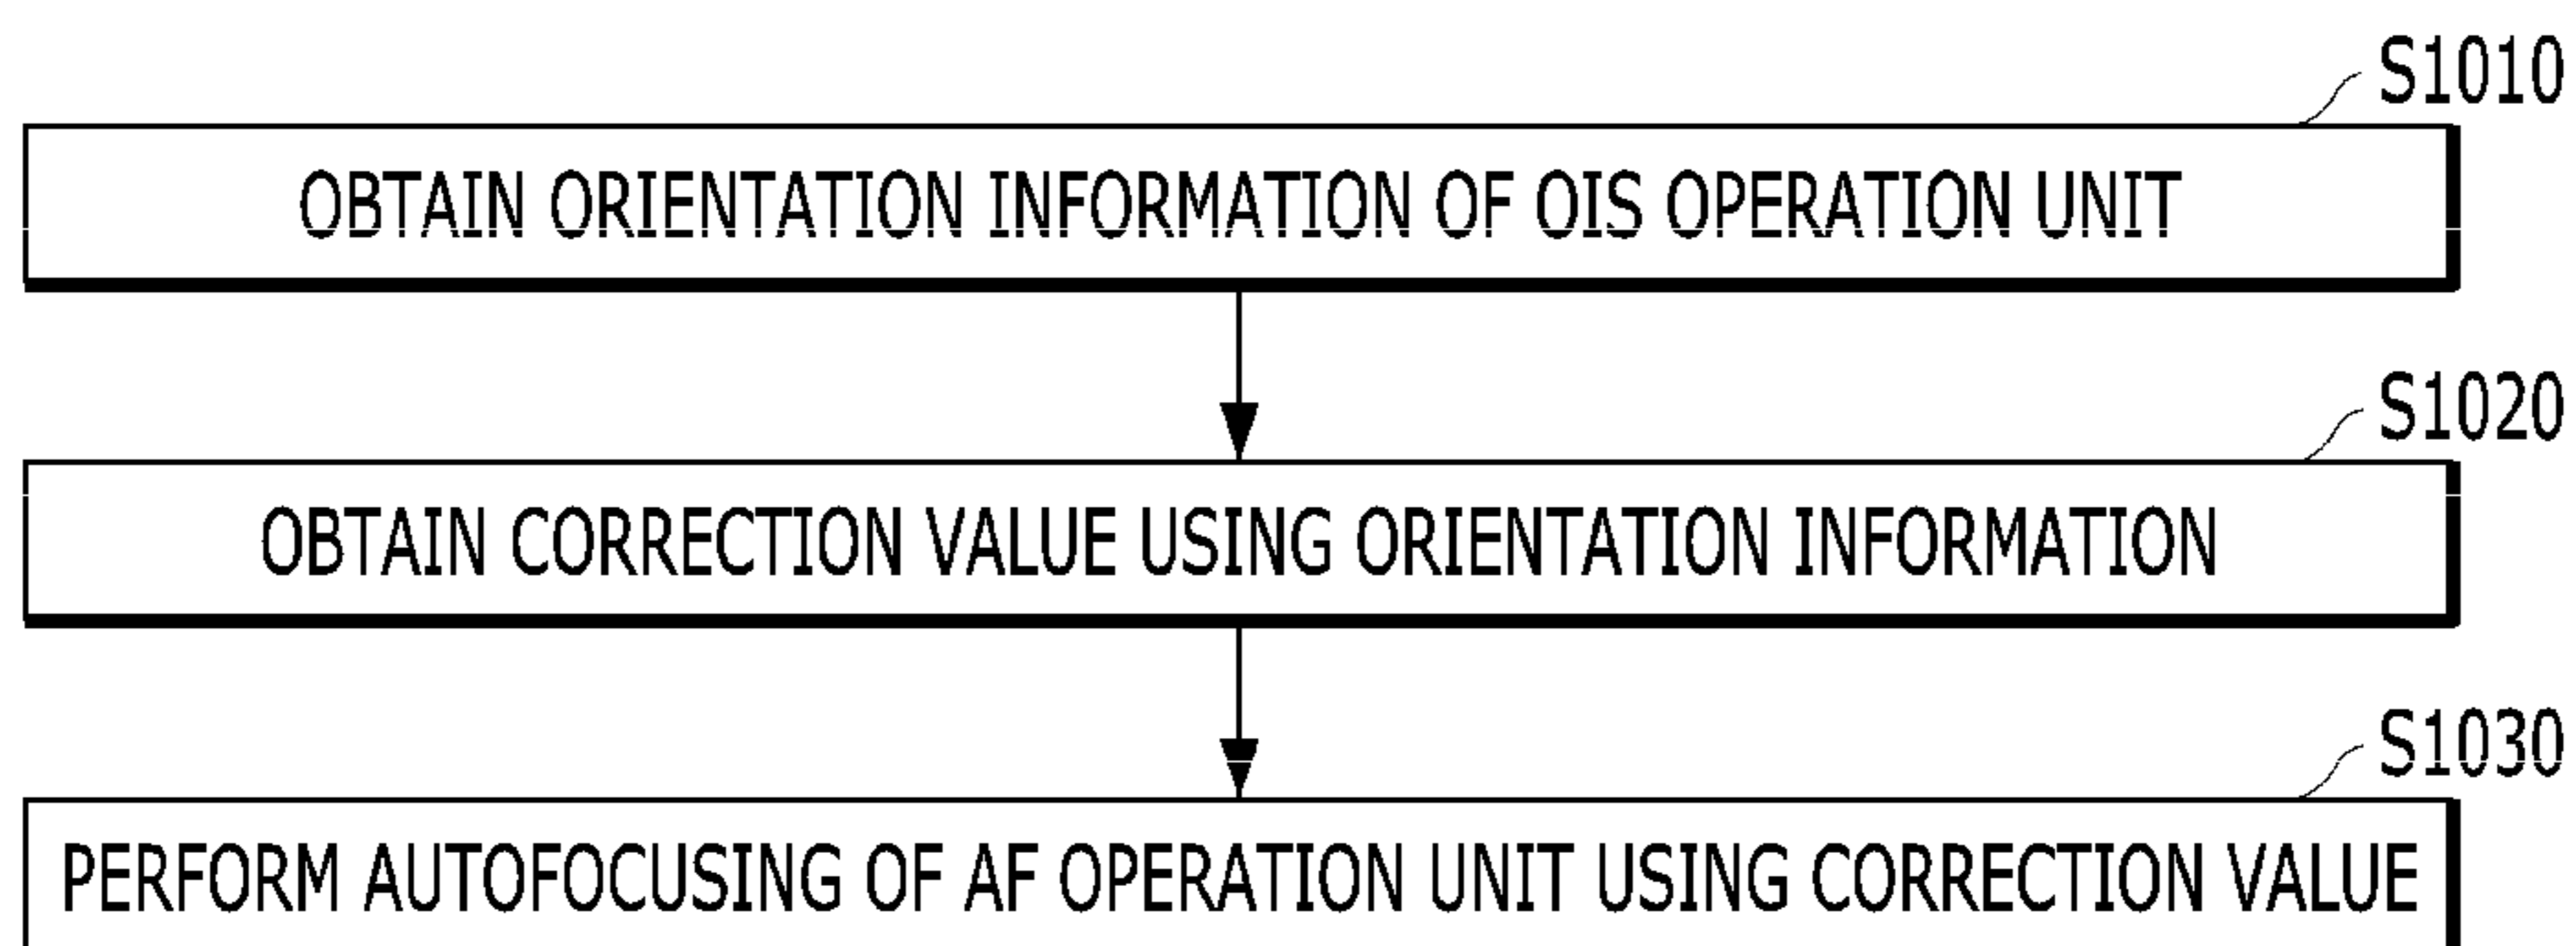 S1010
OBTAIN ORIENTATION INFORMATION OF OIS OPERATION UNIT
S1020
OBTAIN CORRECTION VALUE USING ORIENTATION INFORMATION
S1030
PERFORM AUTOFOCUSING OF AF OPERATION UNIT USING CORRECTION VALUE